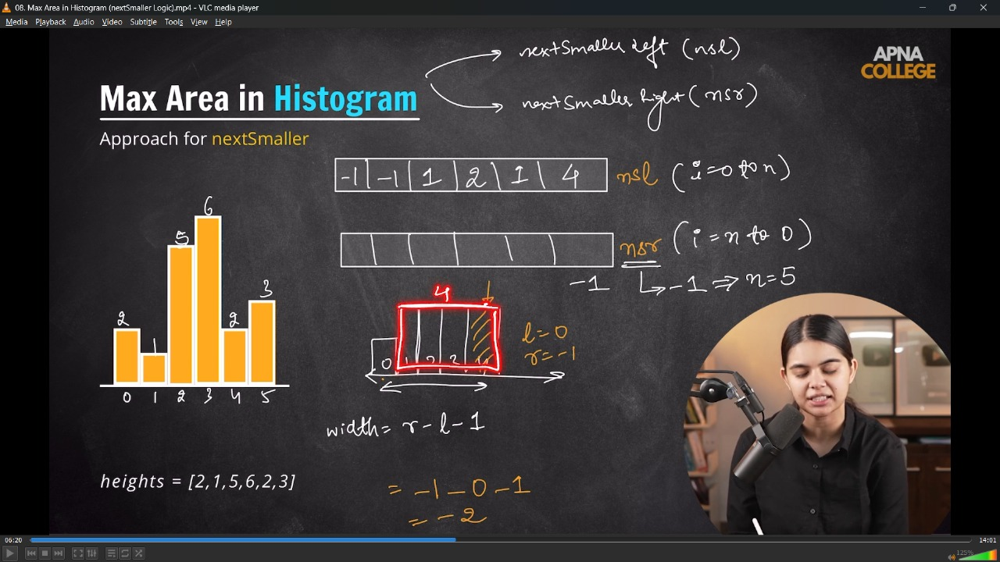 08. Max Area in Histogram (nextSmaller Logic).mp4 - VLC media player
Media Playback Audio Video Subtitle Tools View Help
nextSmaller Left (nsl)
APNA
COLLEGE
Max Area in Histogram
nextSmaller Right (nsr)
Approach for nextSmaller
-1 -1 1 2 1 4 nsl (i=0 to n)
nsr (i=n to 0)
-1 -1 ⇒ n=5
2 1 5 6 2 3
0 1 2 3 4 5
4
l=0
r=-1
0 1 2 3
width= r-l-1
heights = [2,1,5,6,2,3]
= -1-0-1
= -2
06:20 14:01
125%